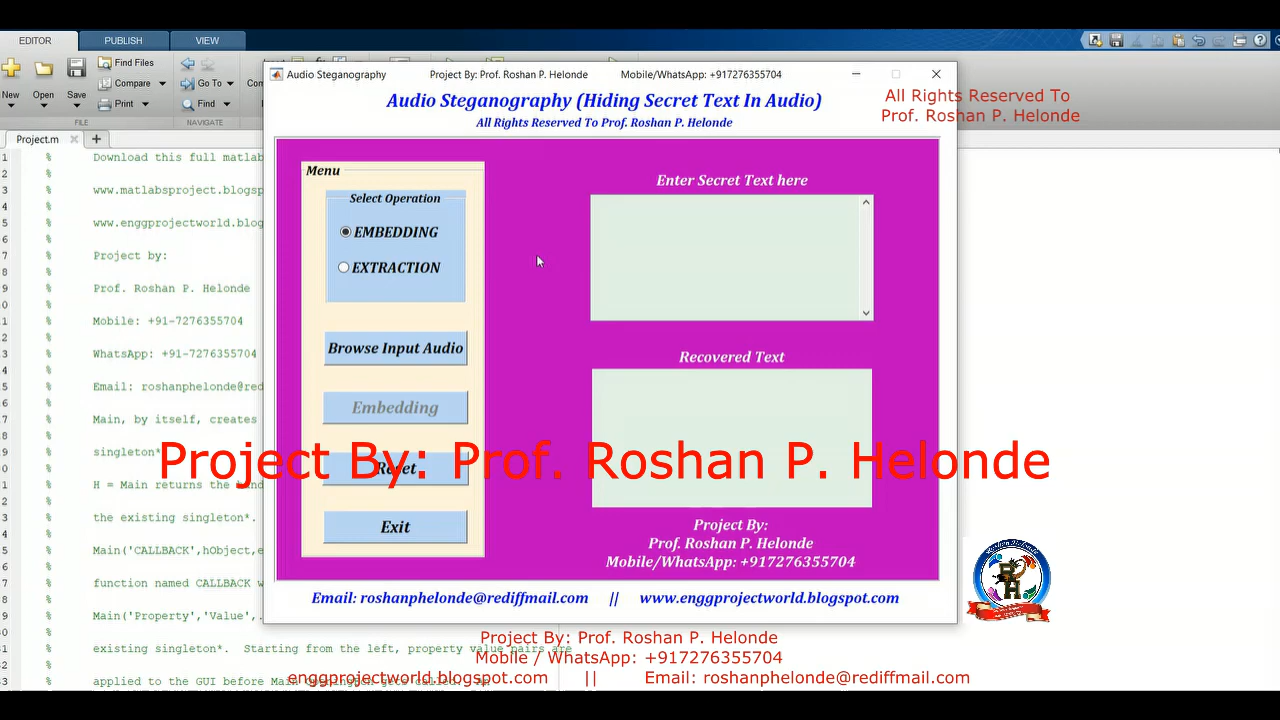 EDITOR PUBLISH VIEW
New Open Save Find Files Compare Print Go To Find
FILE NAVIGATE
Project.m
Audio Steganography Project By: Prof. Roshan P. Helonde Mobile/WhatsApp: +917276355704
Audio Steganography (Hiding Secret Text In Audio)
All Rights Reserved To Prof. Roshan P. Helonde
All Rights Reserved To
Prof. Roshan P. Helonde
Menu
Select Operation
EMBEDDING
EXTRACTION
Browse Input Audio
Embedding
Reset
Exit
Enter Secret Text here
Recovered Text
Project By: Prof. Roshan P. Helonde
Project By:
Prof. Roshan P. Helonde
Mobile/WhatsApp: +917276355704
Email: roshanphelonde@rediffmail.com || www.enggprojectworld.blogspot.com
Project By: Prof. Roshan P. Helonde
Mobile / WhatsApp: +917276355704
enggprojectworld.blogspot.com || Email: roshanphelonde@rediffmail.com
% Download this full matlab
%
% www.matlabsproject.blogsp
%
% www.enggprojectworld.blog
%
% Project by:
%
% Prof. Roshan P. Helonde
%
% Mobile: +91-7276355704
%
% WhatsApp: +91-7276355704
%
% Email: roshanphelonde@red
%
% Main, by itself, creates
%
% singleton*.
%
% H = Main returns the
%
% the existing singleton*.
%
% Main('CALLBACK',hObject,e
%
% function named CALLBACK
%
% Main('Property','Value',.
%
% existing singleton*. Starting from the left, property value pairs are
%
% applied to the GUI before